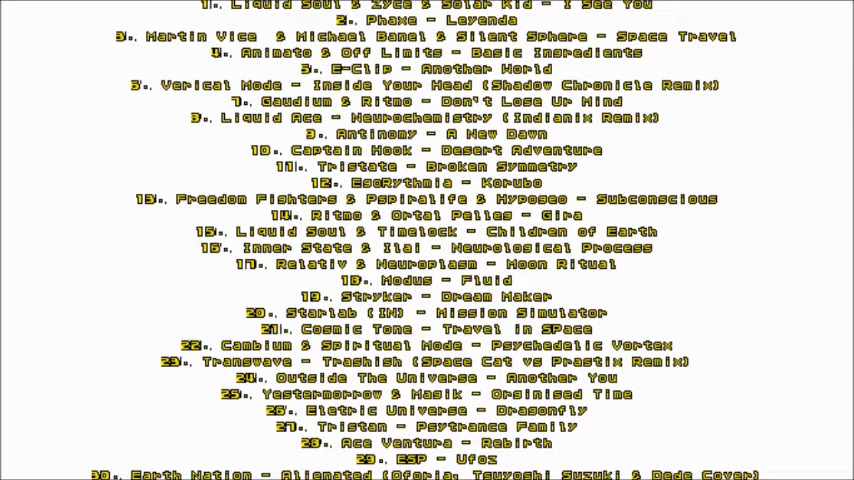 1., Liquid Soul & Zyce & Solar Kid - I See You
2., Phaxe - Leyenda
3., Martin Vice & Michael Banel & Silent Sphere - Space Travel
4., Animato & Off Limits - Basic Ingredients
5., E-Clip - Another World
6., Verical Mode - Inside Your Head (Shadow Chronicle Remix)
7., Gaudium & Ritmo - Don't Lose Ur Mind
8., Liquid Ace - Neurochemistry (Indianix Remix)
9., Antinomy - A New Dawn
10., Captain Hook - Desert Adventure
11., Tristate - Broken Symmetry
12., EgoRythmia - Korubo
13., Freedom Fighters & Pspiralife & Hypogeo - Subconscious
14., Ritmo & Ortal Pelleg - Gira
15., Liquid Soul & Timelock - Children of Earth
16., Inner State & Ilai - Neurological Process
17., Relativ & Neuroplasm - Moon Ritual
18., Modus - Fluid
19., Stryker - Dream Maker
20., Starlab (IN) - Mission Simulator
21., Cosmic Tone - Travel in SPace
22., Cambium & Spiritual Mode - Psychedelic Vortex
23., Transwave - Trashish (Space Cat vs Prastix Remix)
24., Outside The Universe - Another You
25., Yestermorrow & Magik - Orginised Time
26., Eletric Universe - Dragonfly
27., Tristan - Psytrance Family
28., Ace Ventura - Rebirth
29., ESP - Ufoz
30., Earth Nation - Alienated (Oforia, Tsuyoshi Suzuki & Dede Cover)